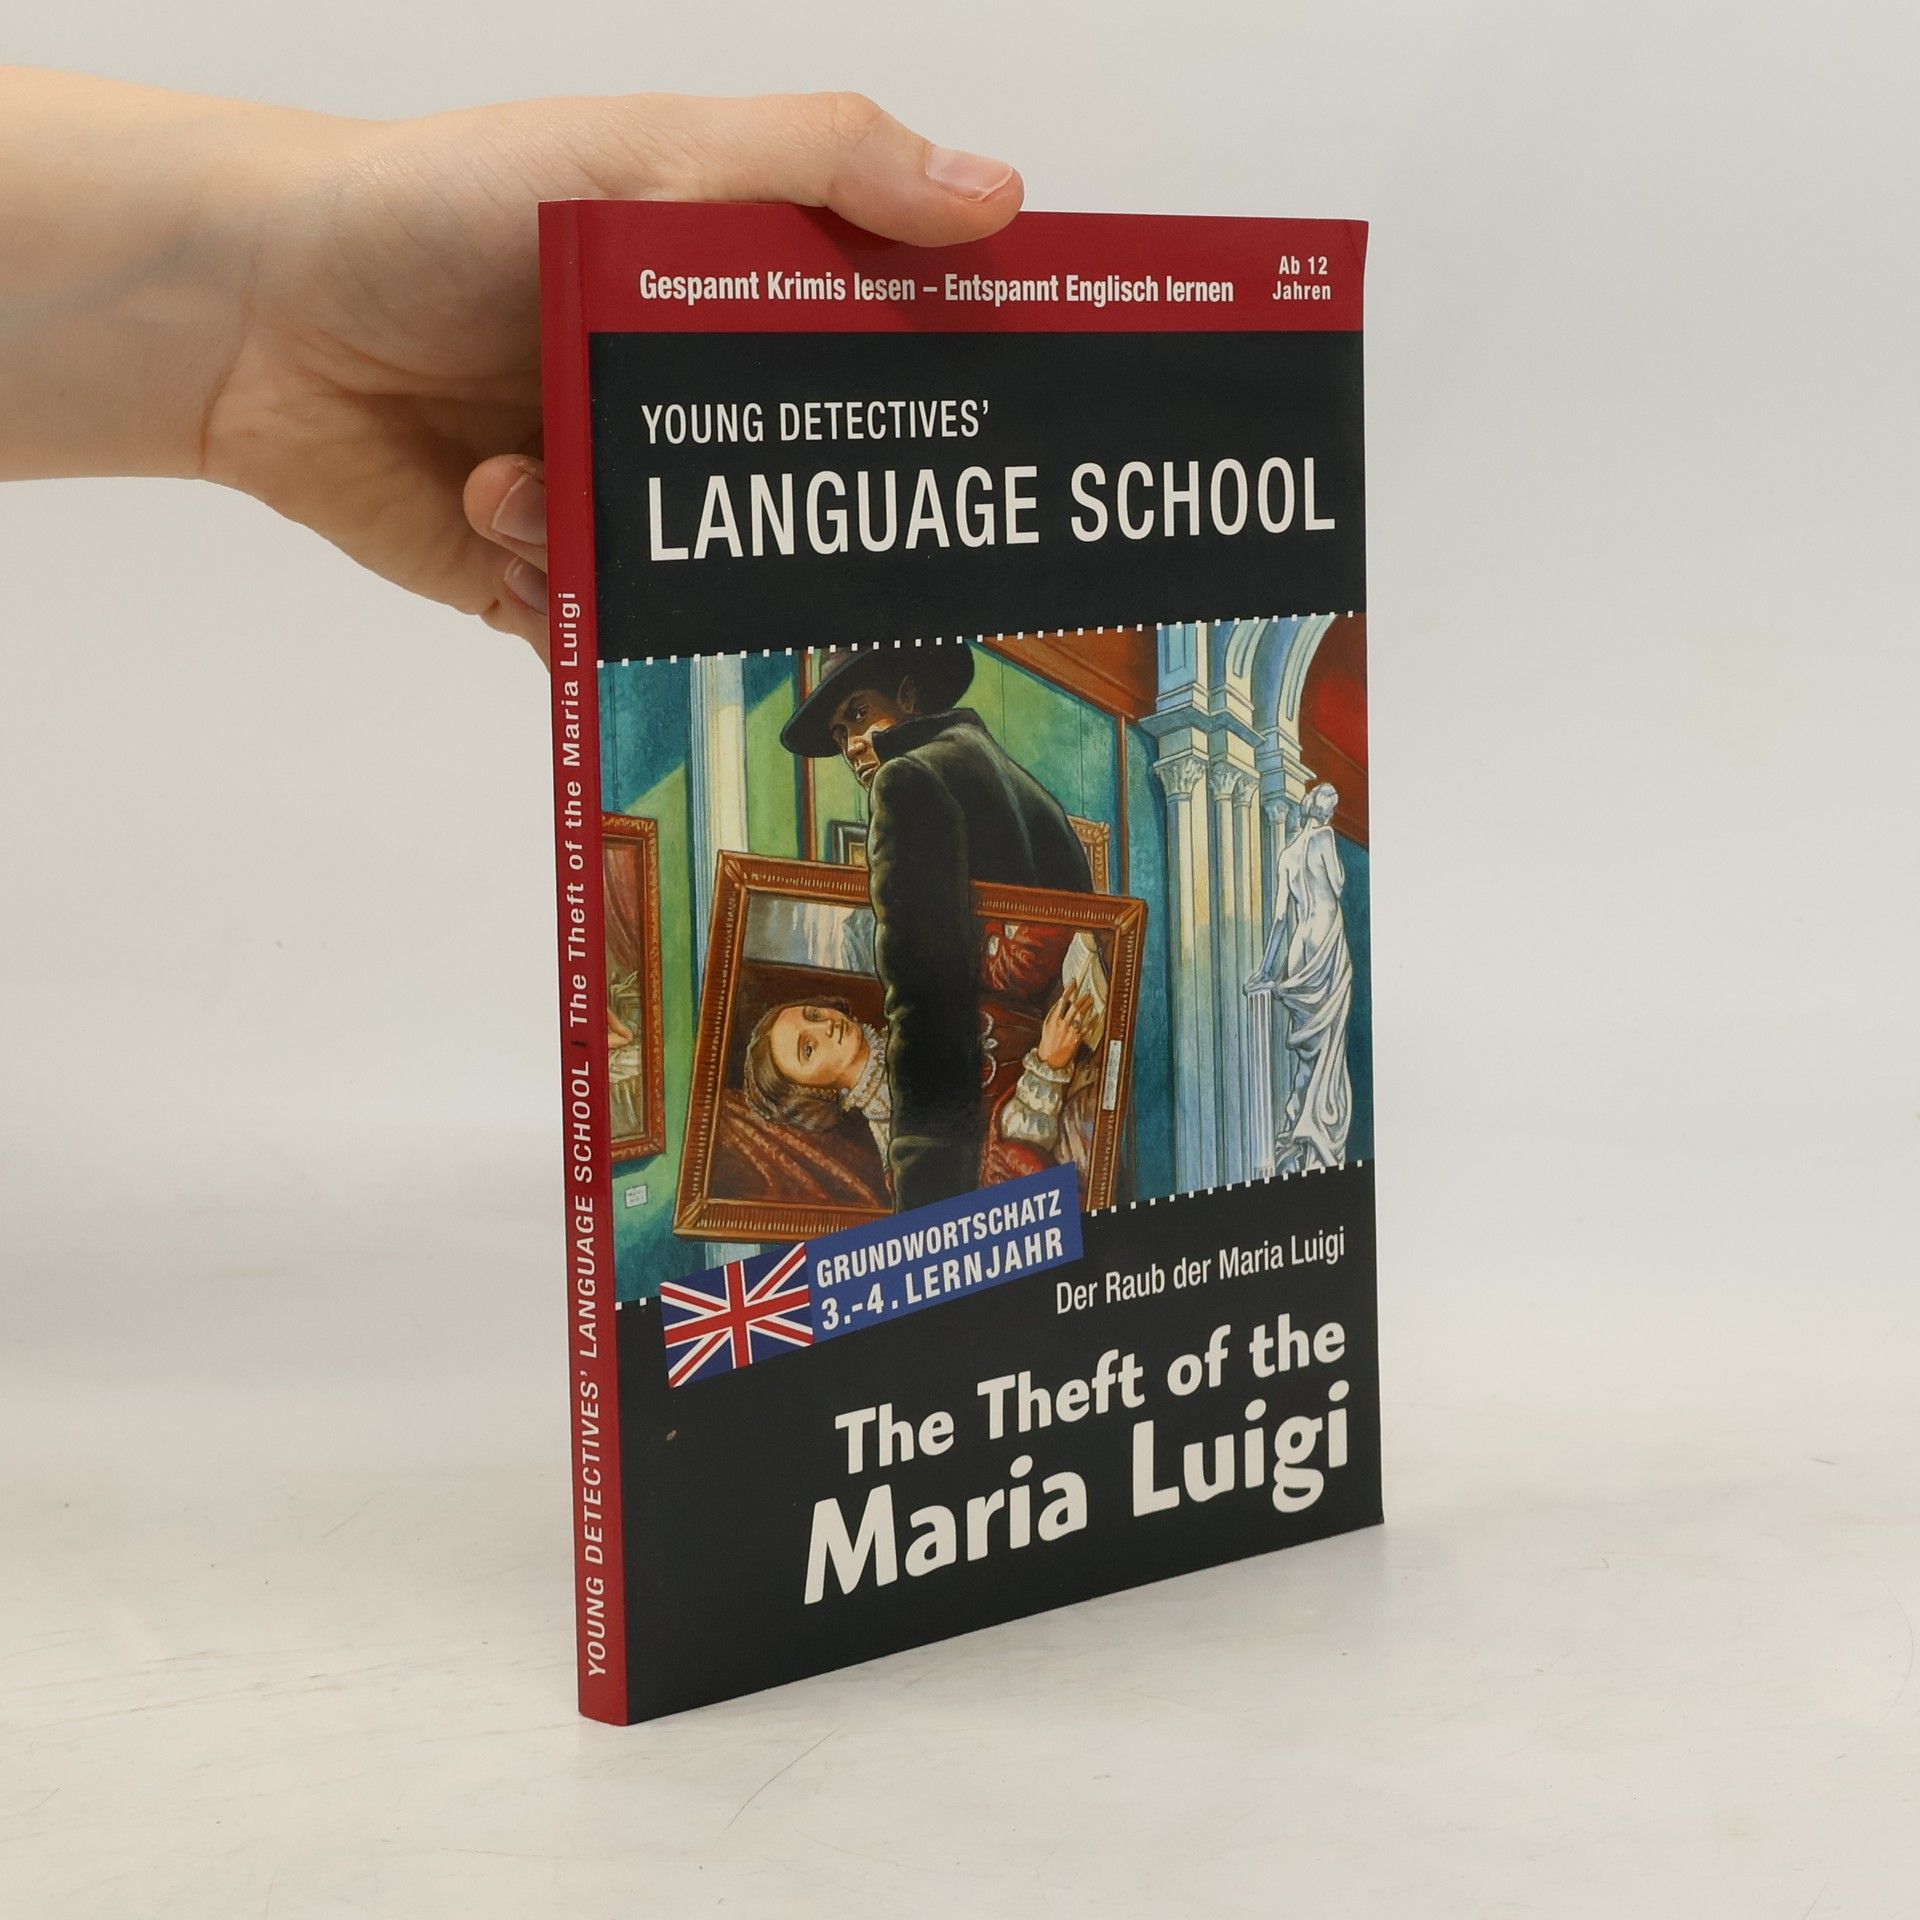 Gespannt Krimis lesen – Entspannt Englisch lernen
Ab 12
Jahren
YOUNG DETECTIVES’
LANGUAGE SCHOOL
GRUNDWORTSCHATZ
3.-4. LERNJAHR
Der Raub der Maria Luigi
The Theft of the
Maria Luigi
YOUNG DETECTIVES’ LANGUAGE SCHOOL I The Theft of the Maria Luigi